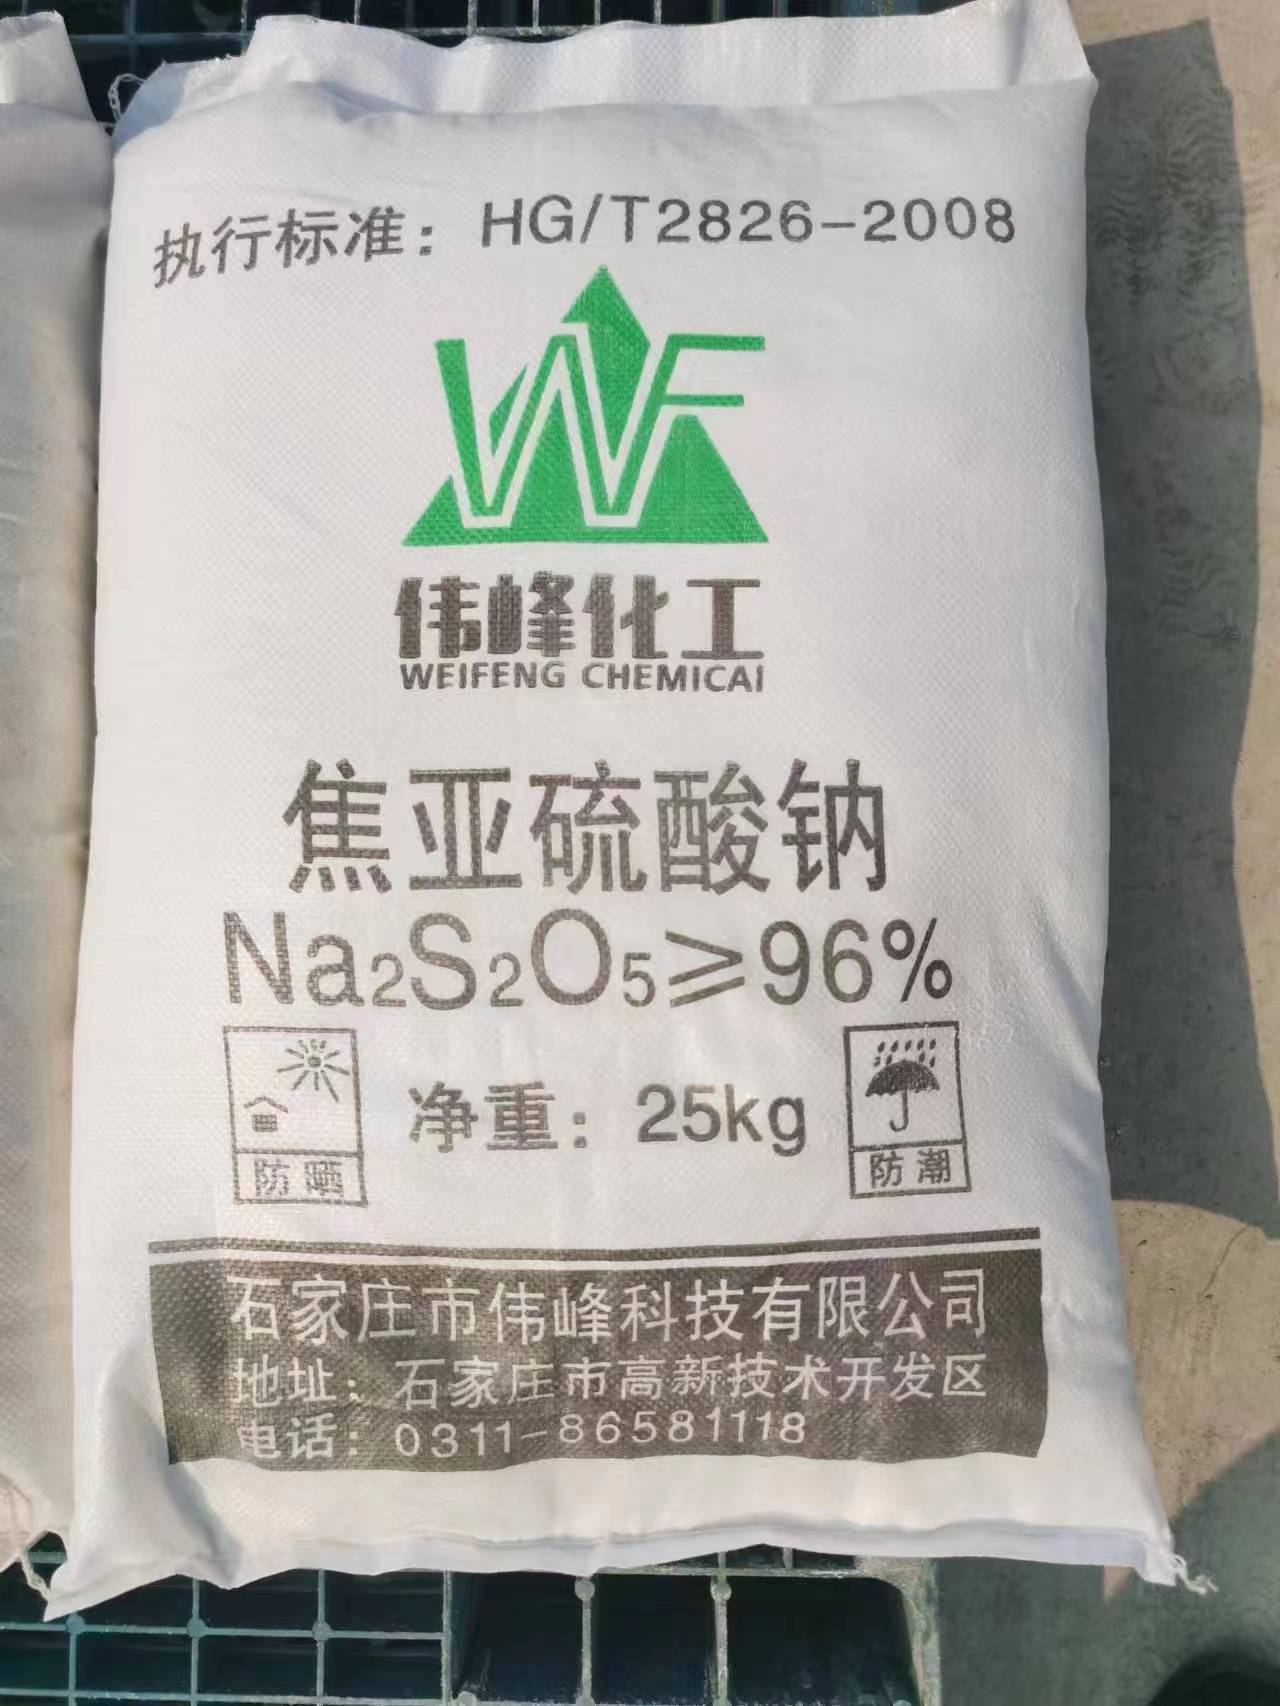 执行标准：HG/T2826-2008
WF
伟峰化工
WEIFENG CHEMICAl
焦亚硫酸钠
Na₂S₂O₅≥96%
净重：25kg
防晒
防潮
石家庄市伟峰科技有限公司
地址：石家庄市高新技术开发区
电话：0311-86581118